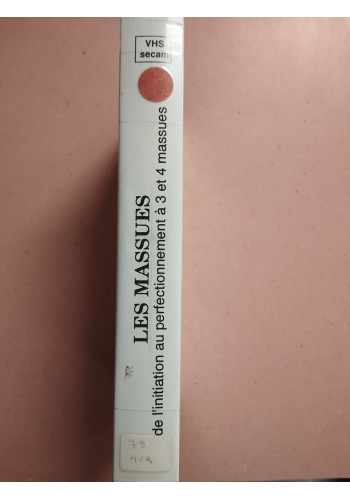 VHS
secam
LES MASSUES
de l'initiation au perfectionnement à 3 et 4 massues